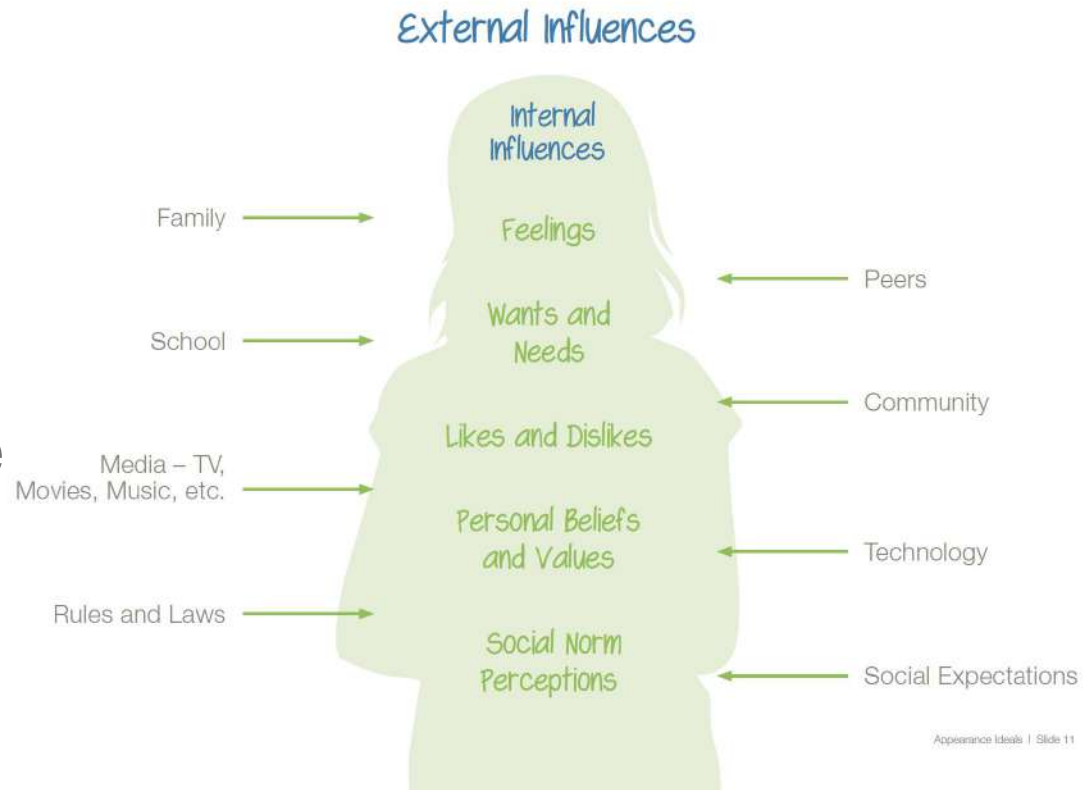 External Influences
Internal
Influences
Family
Feelings
Peers
Wants and
Needs
School
Community
Likes and Dislikes
e
Media – TV,
Movies, Music, etc.
Personal Beliefs
and Values
Technology
Rules and Laws
Social Norm
Perceptions
Social Expectations
Appearance Ideals | Slide 11